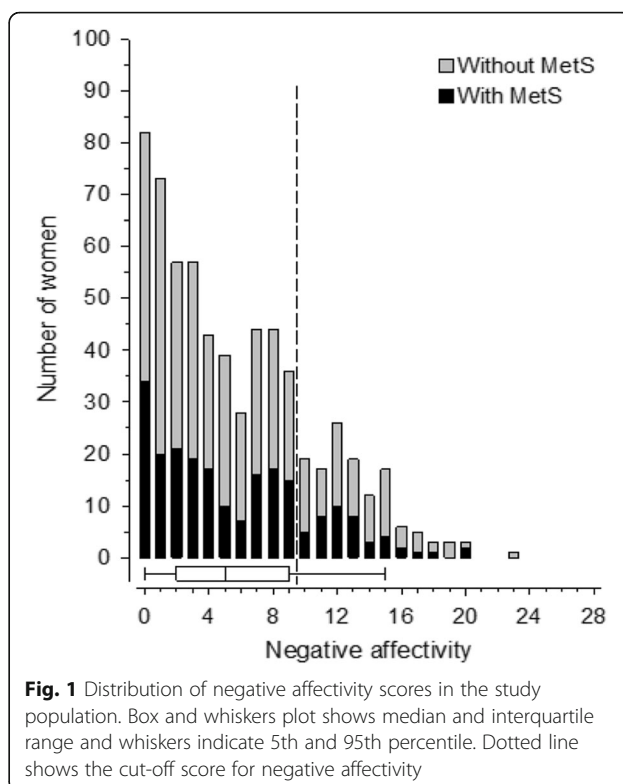 100
90
80
70
60
50
40
30
20
10
0
Number of women
Without MetS
With MetS
0 4 8 12 16 20 24 28
Negative affectivity
Fig. 1 Distribution of negative affectivity scores in the study
population. Box and whiskers plot shows median and interquartile
range and whiskers indicate 5th and 95th percentile. Dotted line
shows the cut-off score for negative affectivity